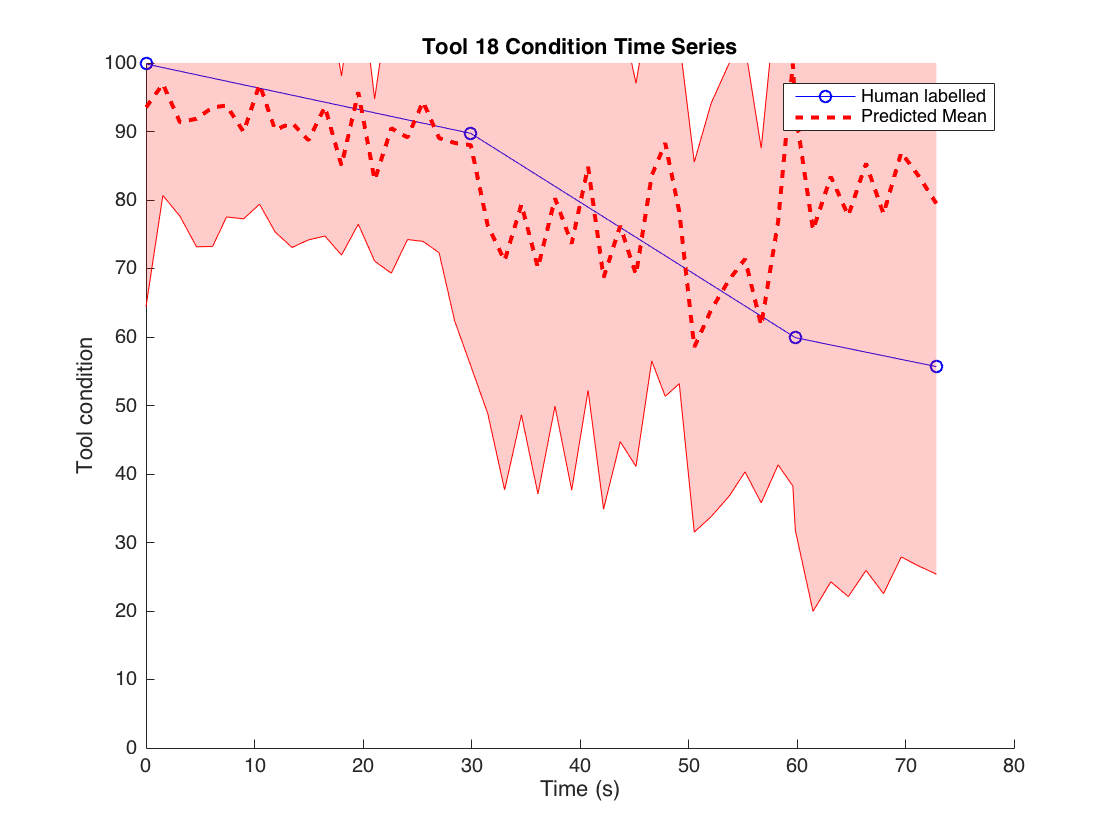 Tool 18 Condition Time Series
100
90
80
70
60
50
40
30
20
10
0
Tool condition
Human labelled
Predicted Mean
0 10 20 30 40 50 60 70 80
Time (s)